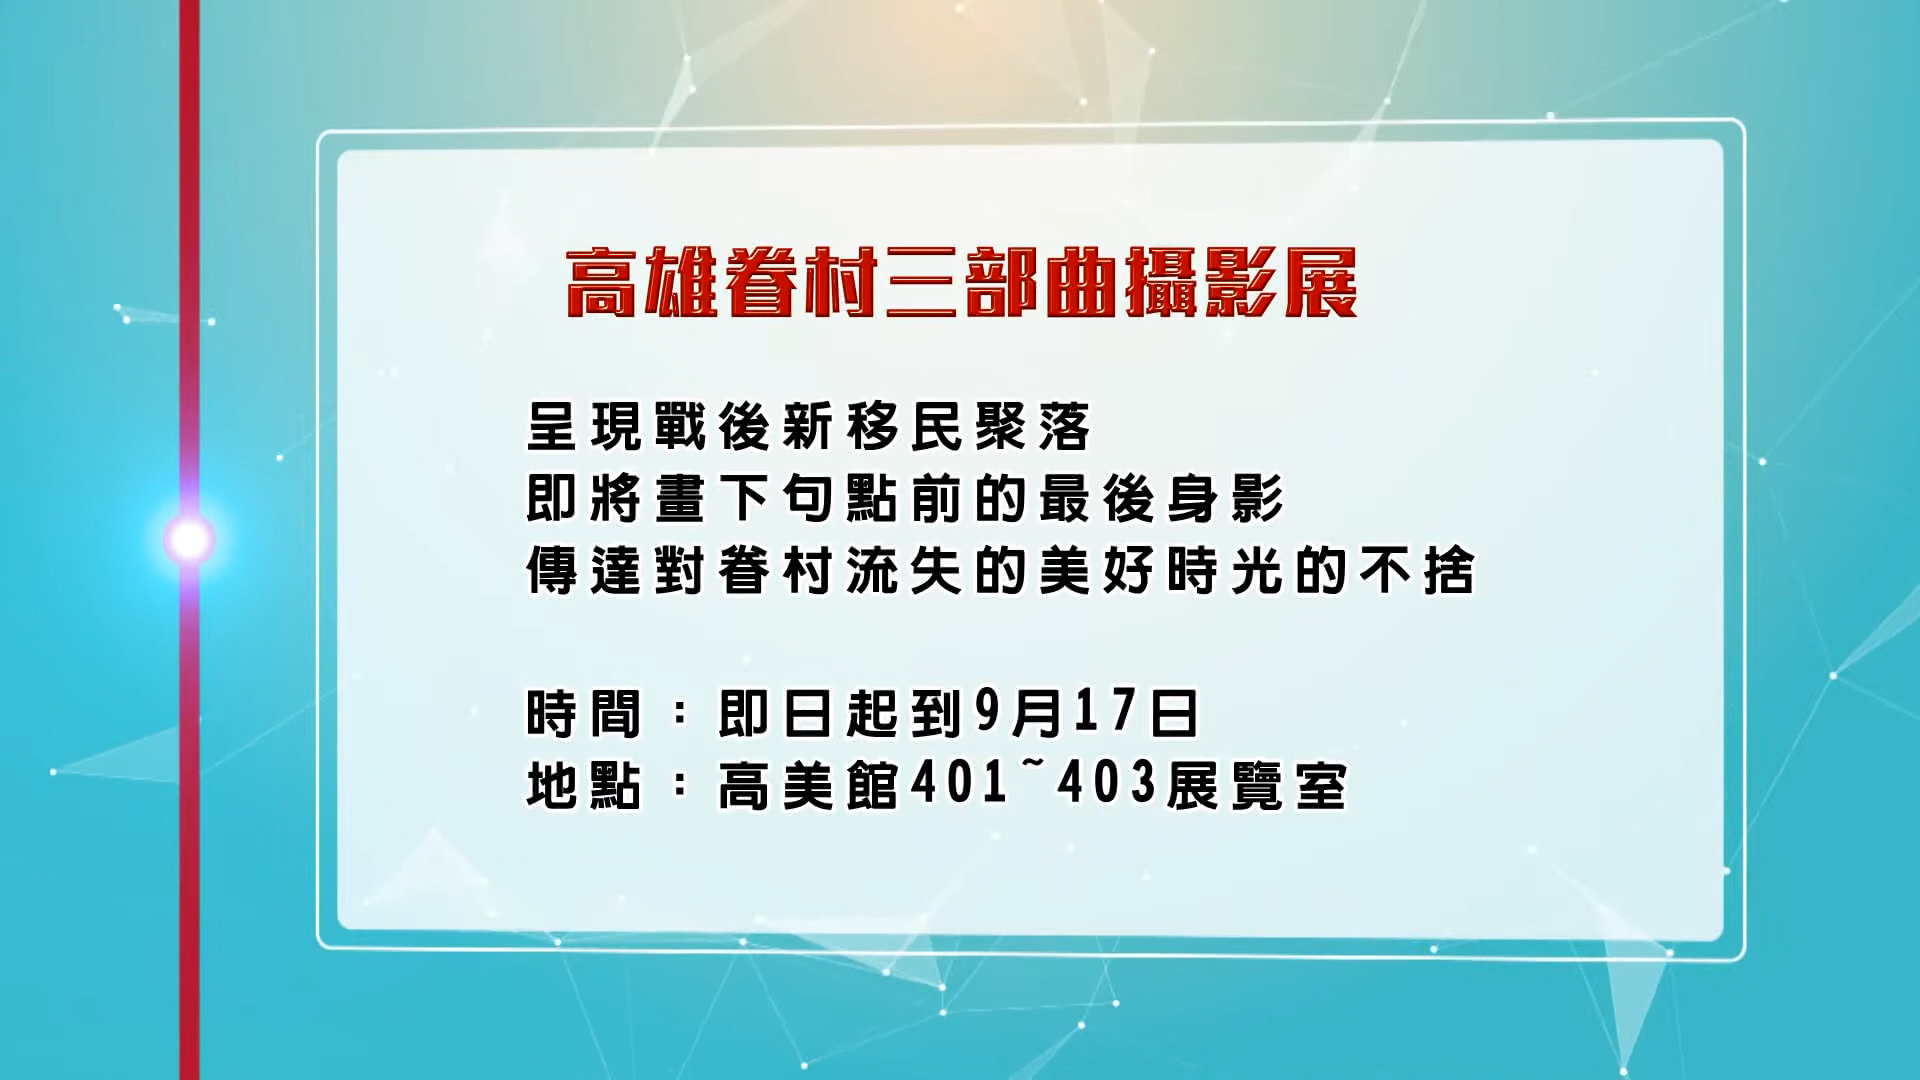 高雄眷村三部曲攝影展
呈現戰後新移民聚落
即將畫下句點前的最後身影
傳達對眷村流失的美好時光的不捨
時間：即日起到9月17日
地點：高美館401~403展覽室